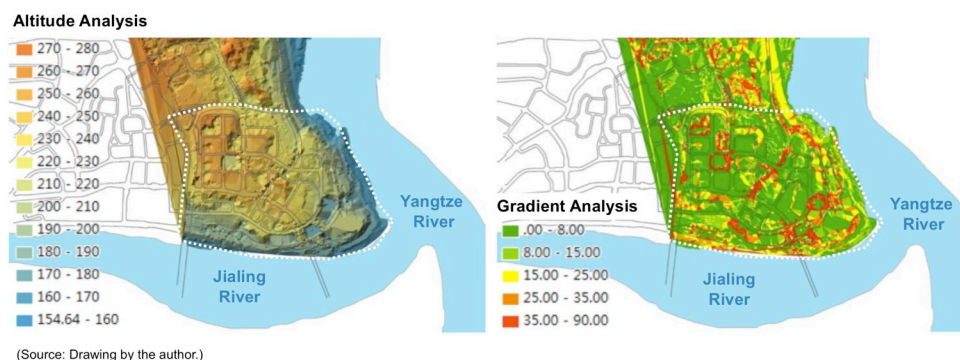 Altitude Analysis
270 - 280
260 - 270
250 - 260
240 - 250
230 - 240
220 - 230
210 - 220
200 - 210
190 - 200
180 - 190
170 - 180
160 - 170
154.64 - 160
Yangtze
River
Jialing
River
Gradient Analysis
.00 - 8.00
8.00 - 15.00
15.00 - 25.00
25.00 - 35.00
35.00 - 90.00
Yangtze
River
Jialing
River
(Source: Drawing by the author.)